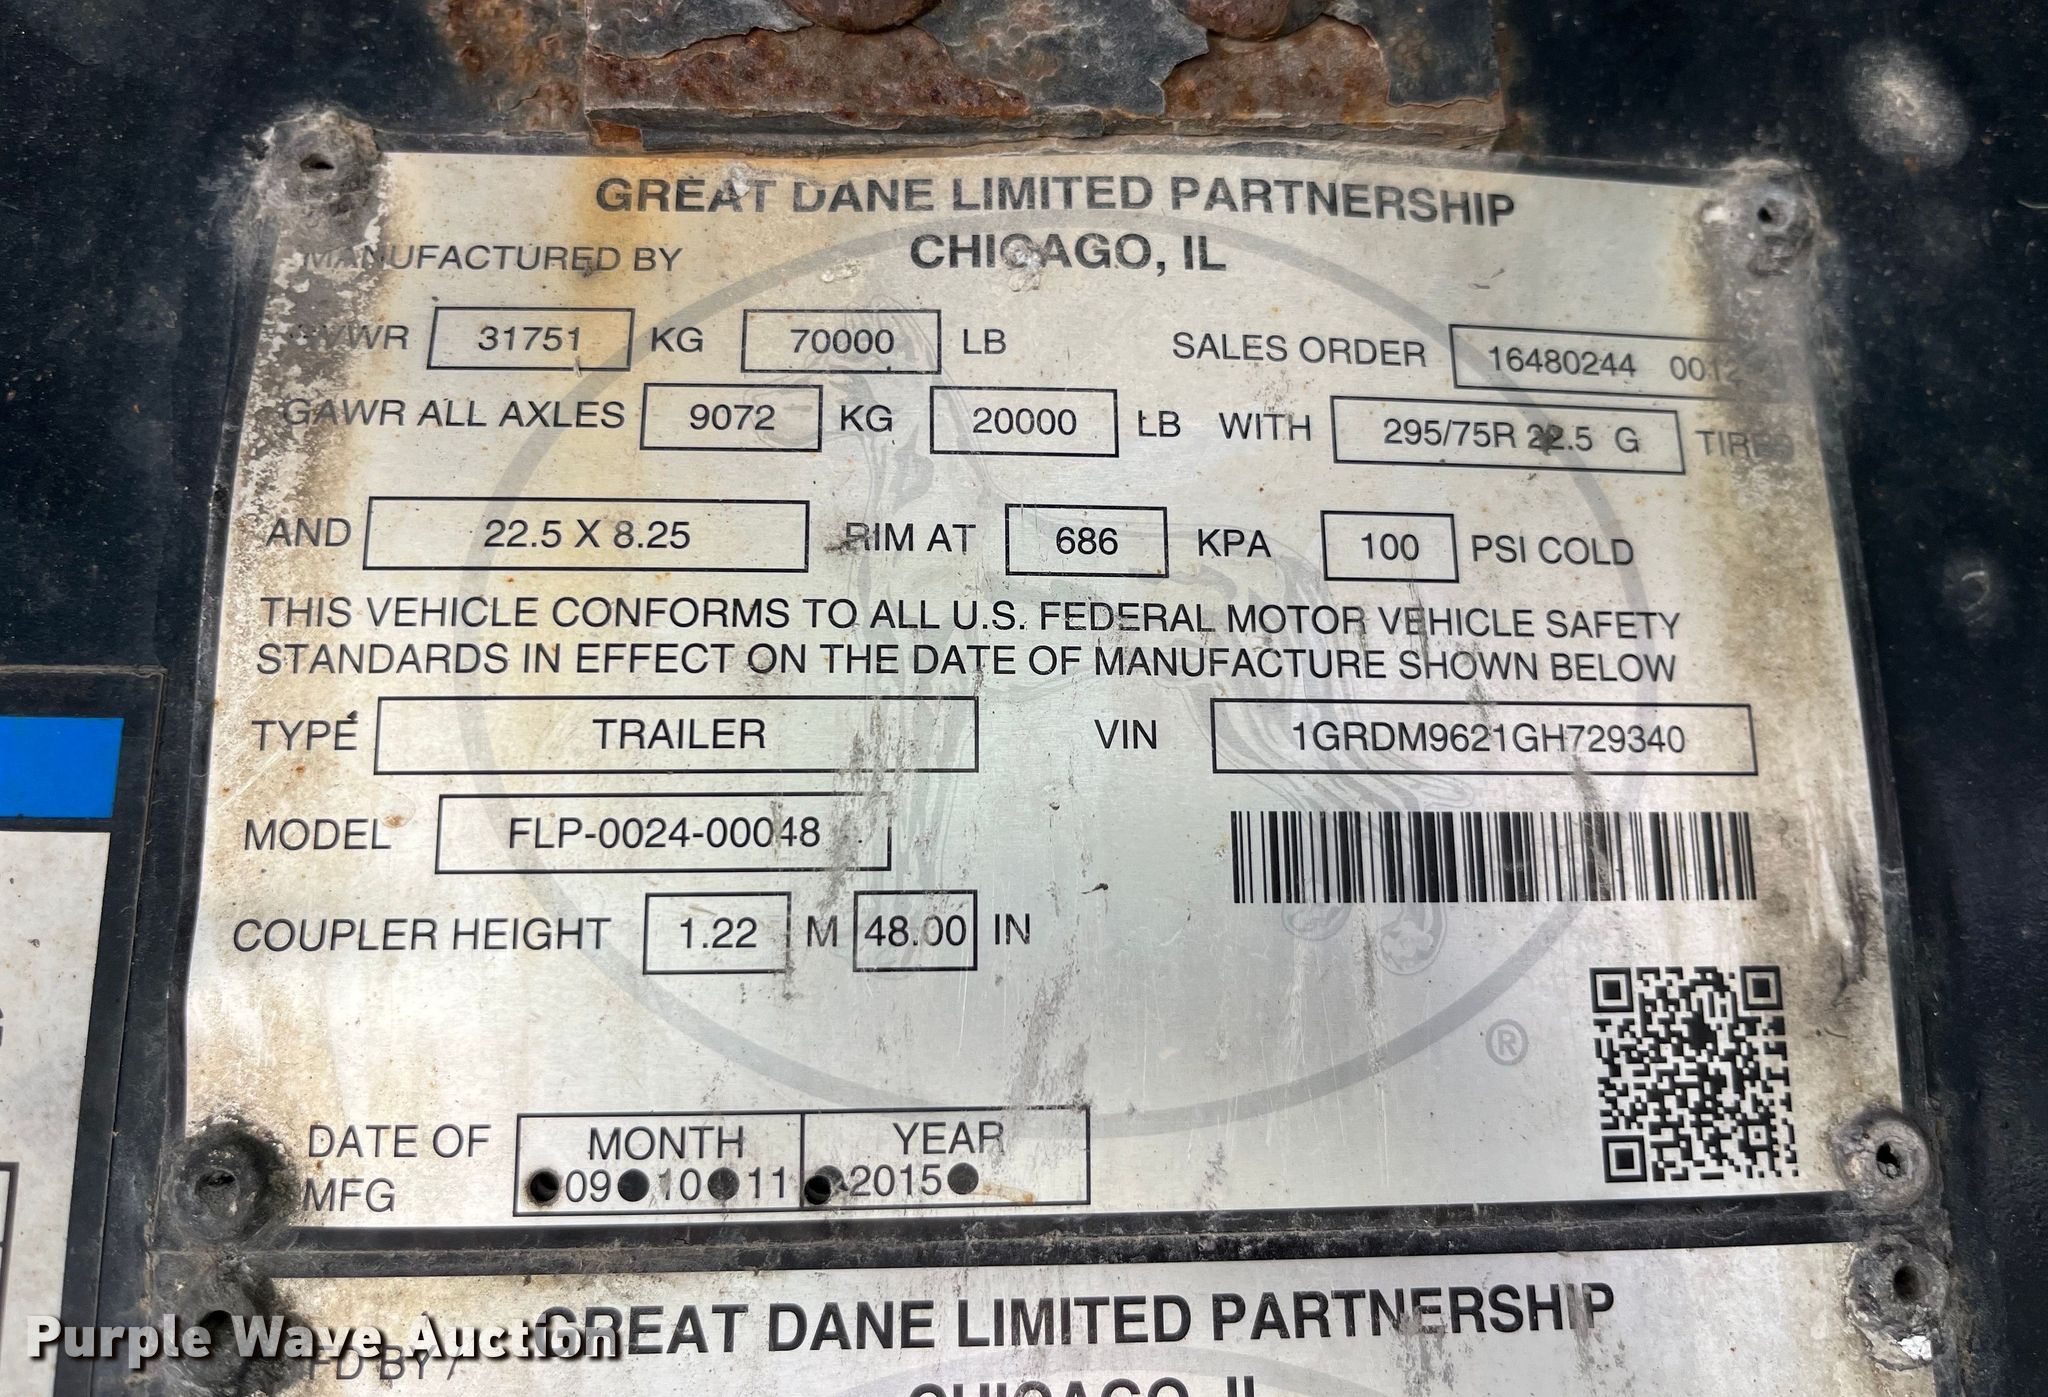 GREAT DANE LIMITED PARTNERSHIP
MANUFACTURED BY CHICAGO, IL
GVWR 31751 KG 70000 LB SALES ORDER 16480244
GAWR ALL AXLES 9072 KG 20000 LB WITH 295/75R 22.5 G TIRES
AND 22.5 X 8.25 RIM AT 686 KPA 100 PSI COLD
THIS VEHICLE CONFORMS TO ALL U.S. FEDERAL MOTOR VEHICLE SAFETY
STANDARDS IN EFFECT ON THE DATE OF MANUFACTURE SHOWN BELOW
TYPE TRAILER VIN 1GRDM9621GH729340
MODEL FLP-0024-00048
COUPLER HEIGHT 1.22 M 48.00 IN
®
DATE OF MFG MONTH YEAR
09 10 11 2015
GREAT DANE LIMITED PARTNERSHIP
CHICAGO, IL
Purple Wave Auction